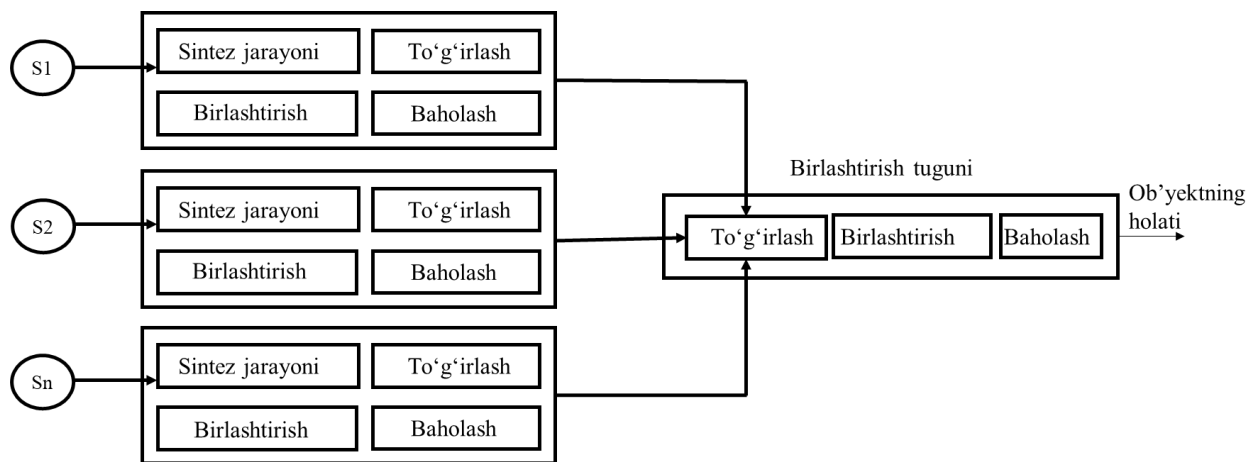 S1
Sintez jarayoni
To‘g‘irlash
Birlashtirish
Baholash
S2
Sintez jarayoni
To‘g‘irlash
Birlashtirish
Baholash
Sn
Sintez jarayoni
To‘g‘irlash
Birlashtirish
Baholash
Birlashtirish tuguni
To‘g‘irlash
Birlashtirish
Baholash
Ob’yektning
holati